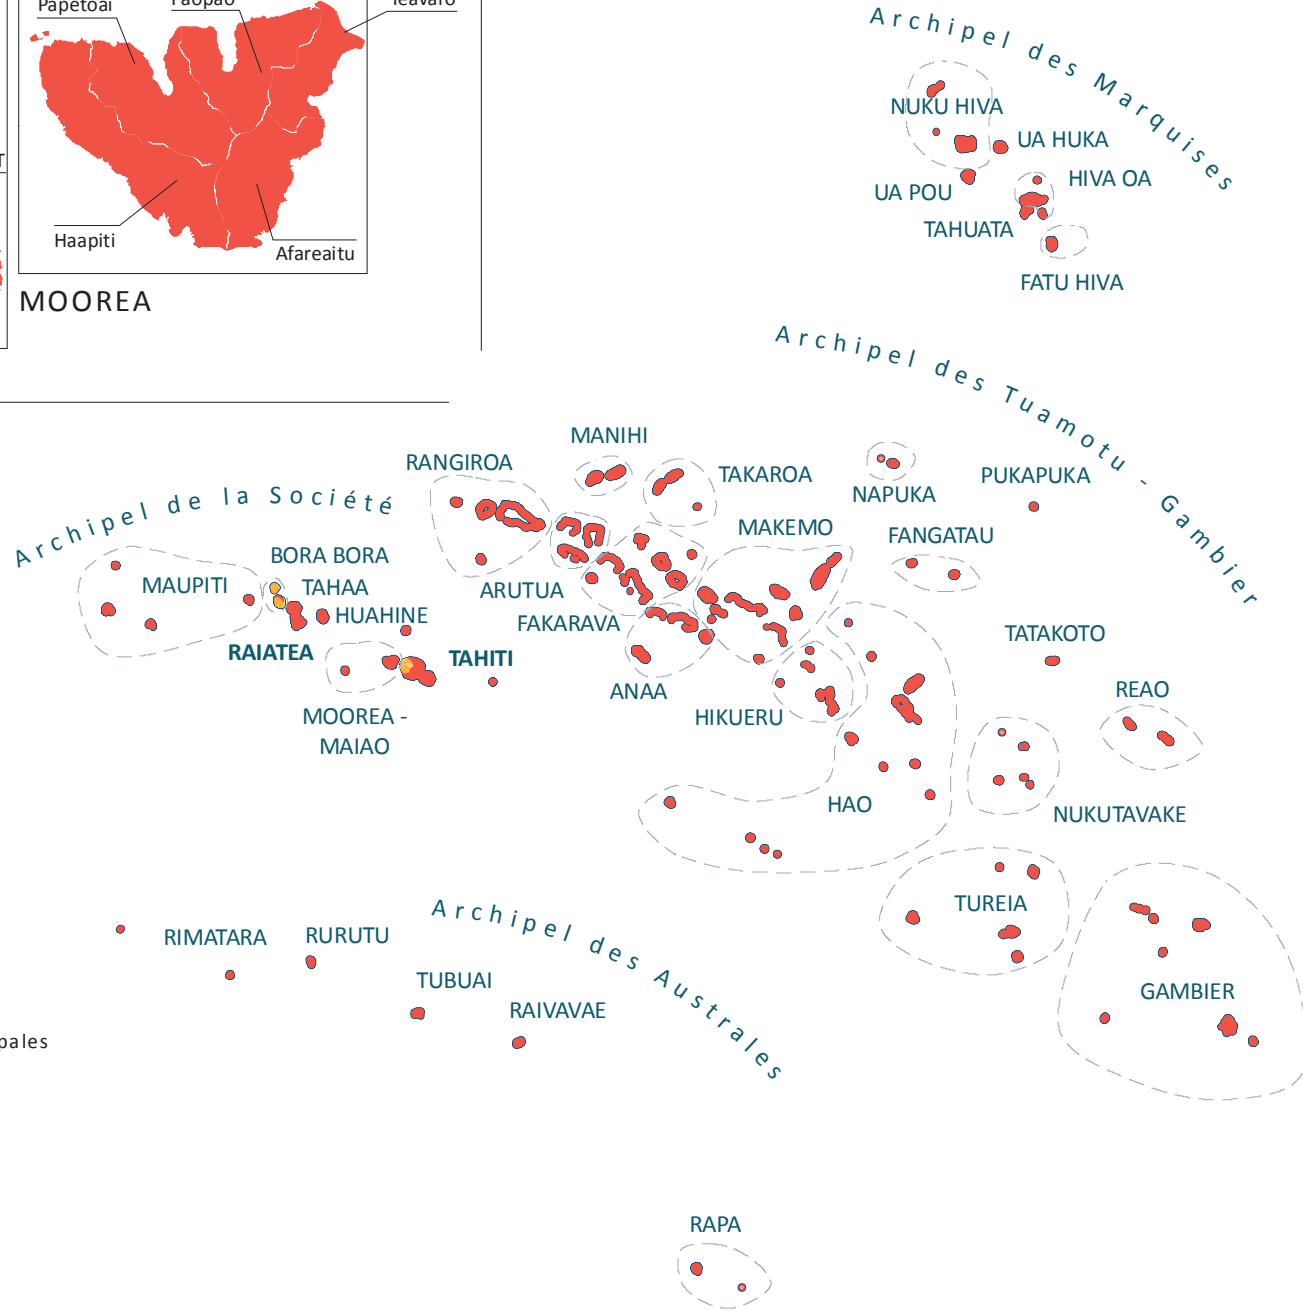 Papetoai
Paopao
Teavaro
Haapiti
Afareaitu
MOOREA
Archipel des Marquises
NUKU HIVA
UA HUKA
HIVA OA
UA POU
TAHUATA
FATU HIVA
Archipel des Tuamotu - Gambier
MANIHI
RANGIROA
TAKAROA
NAPUKA
PUKAPUKA
MAKEMO
FANGATAU
Archipel de la Société
BORA BORA
MAUPITI
TAHAA
HUAHINE
ARUTUA
FAKARAVA
RAIATEA
TAHITI
TATAKOTO
ANAA
REAO
MOOREA -
MAIAO
HIKUERU
HAO
NUKUTAVAKE
TUREIA
Archipel des Australes
RIMATARA
RURUTU
TUBUAI
RAIVAVAE
GAMBIER
pales
RAPA